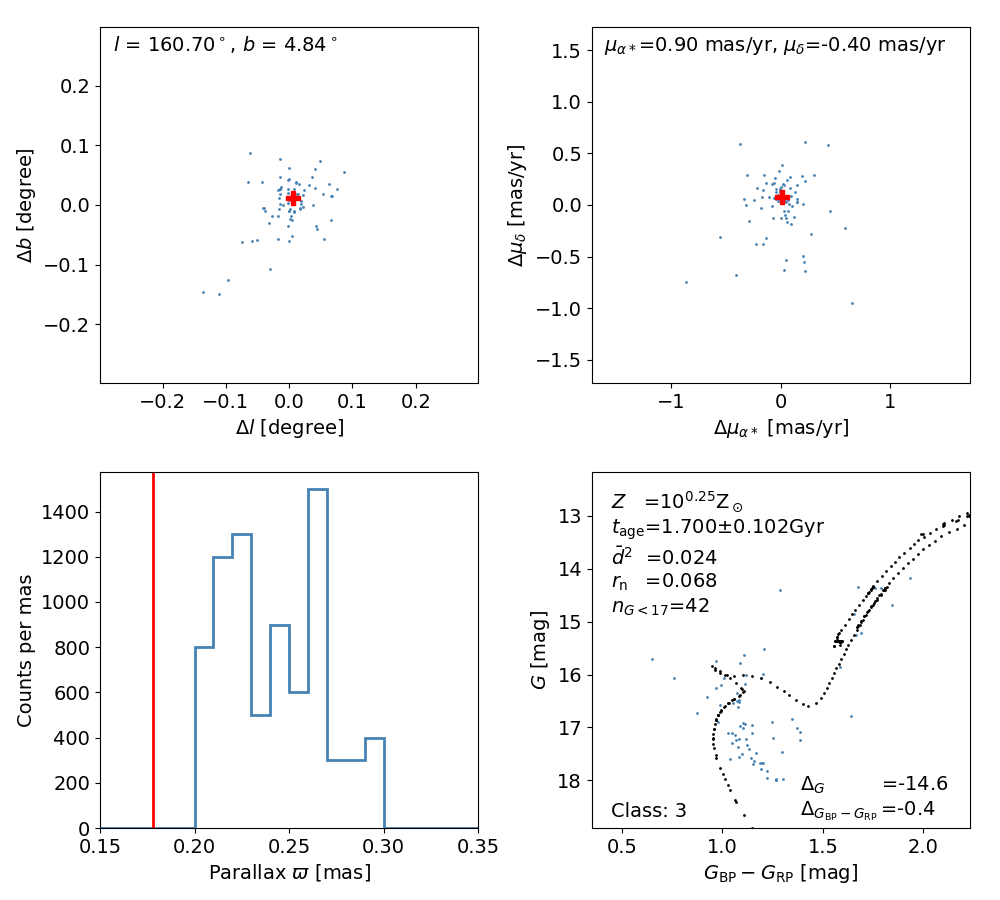 l = 160.70°, b = 4.84°
0.2
0.1
0.0
−0.1
−0.2
Δb [degree]
−0.2 −0.1 0.0 0.1 0.2
Δl [degree]
μα*=0.90 mas/yr, μδ=-0.40 mas/yr
1.5
1.0
0.5
0.0
−0.5
−1.0
−1.5
Δμδ [mas/yr]
−1 0 1
Δμα* [mas/yr]
1400
1200
1000
800
600
400
200
0
Counts per mas
0.15 0.20 0.25 0.30 0.35
Parallax ϖ [mas]
Z =10^0.25 Z⊙
t_age=1.700±0.102Gyr
d̄² =0.024
r_n =0.068
n_G<17=42
Δ_G =-14.6
Δ_G_BP−G_RP =-0.4
Class: 3
13
14
15
16
17
18
G [mag]
0.5 1.0 1.5 2.0
G_BP − G_RP [mag]